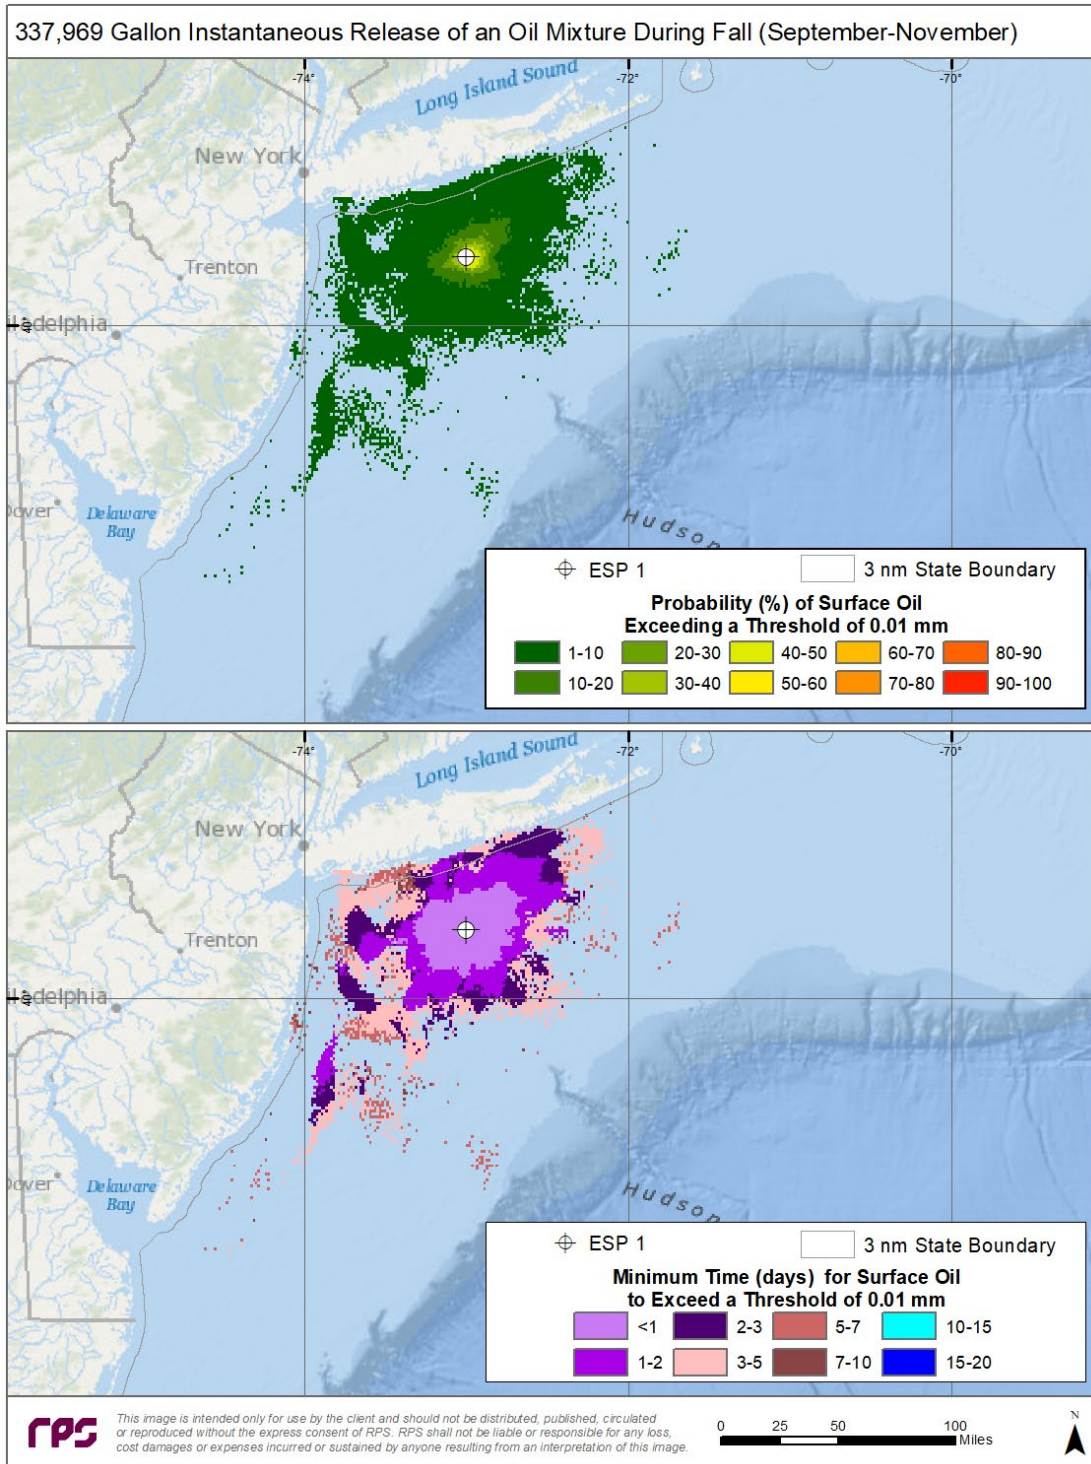 337,969 Gallon Instantaneous Release of an Oil Mixture During Fall (September-November)
-74°
-72°
-70°
Long Island Sound
New York
Trenton
iladelphia
40°
Dover
Delaware
Bay
Hudson
ESP 1
3 nm State Boundary
Probability (%) of Surface Oil
Exceeding a Threshold of 0.01 mm
1-10 20-30 40-50 60-70 80-90
10-20 30-40 50-60 70-80 90-100
-74°
-72°
-70°
Long Island Sound
New York
Trenton
iladelphia
40°
Dover
Delaware
Bay
Hudson
ESP 1
3 nm State Boundary
Minimum Time (days) for Surface Oil
to Exceed a Threshold of 0.01 mm
<1 2-3 5-7 10-15
1-2 3-5 7-10 15-20
rps
This image is intended only for use by the client and should not be distributed, published, circulated
or reproduced without the express consent of RPS. RPS shall not be liable or responsible for any loss,
cost damages or expenses incurred or sustained by anyone resulting from an interpretation of this image.
0 25 50 100
Miles
N